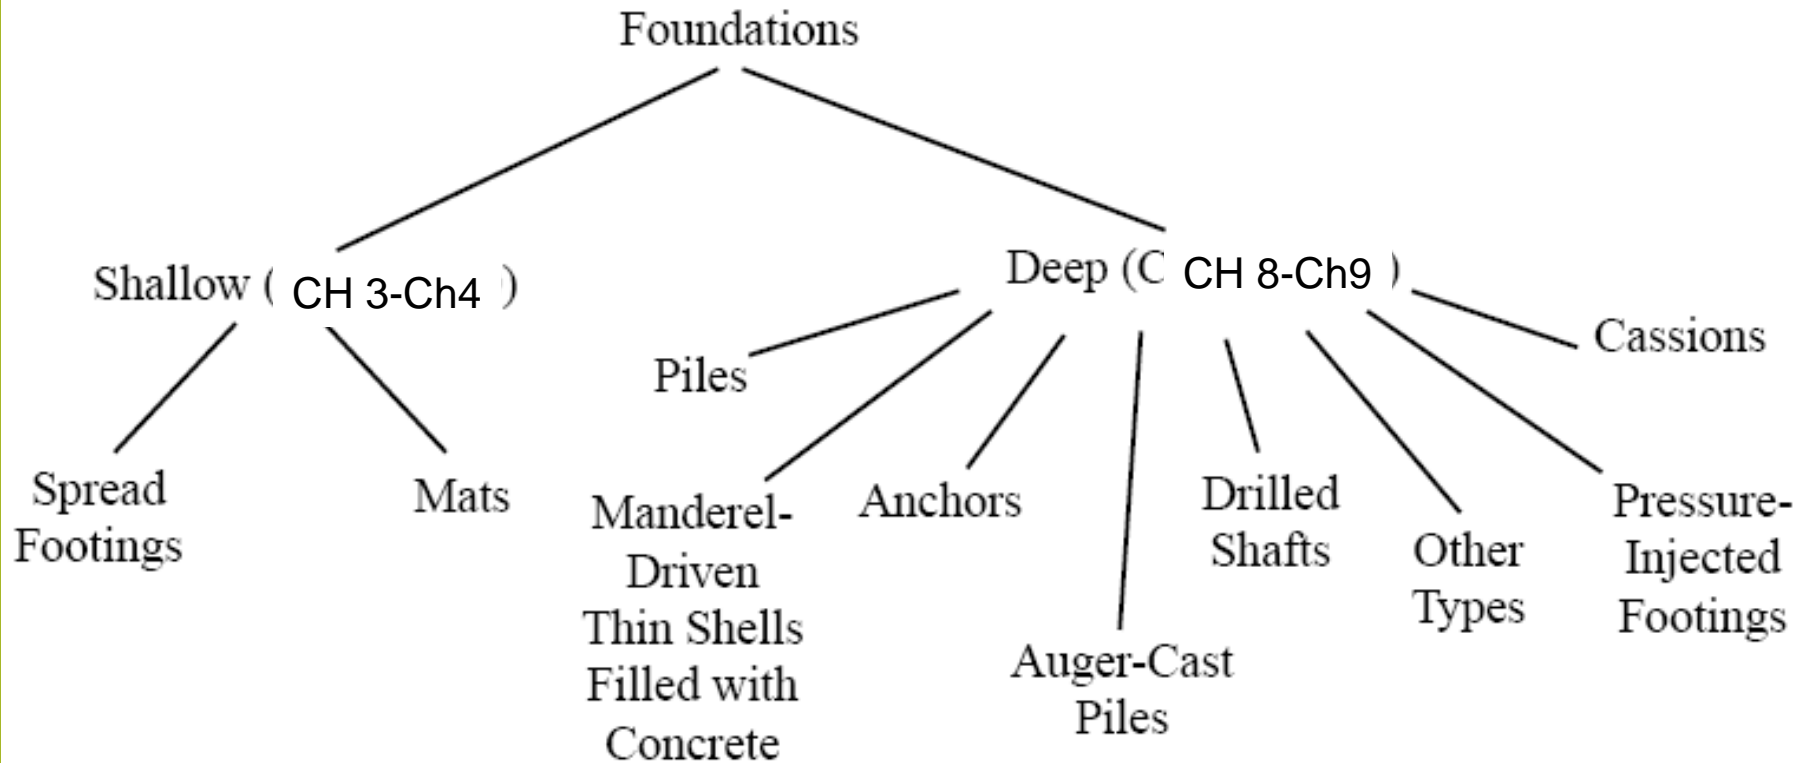 Foundations
Shallow ( CH 3-Ch4 )
Deep (C CH 8-Ch9 )
Spread
Footings
Mats
Piles
Manderel-
Driven
Thin Shells
Filled with
Concrete
Anchors
Auger-Cast
Piles
Drilled
Shafts
Other
Types
Pressure-
Injected
Footings
Cassions